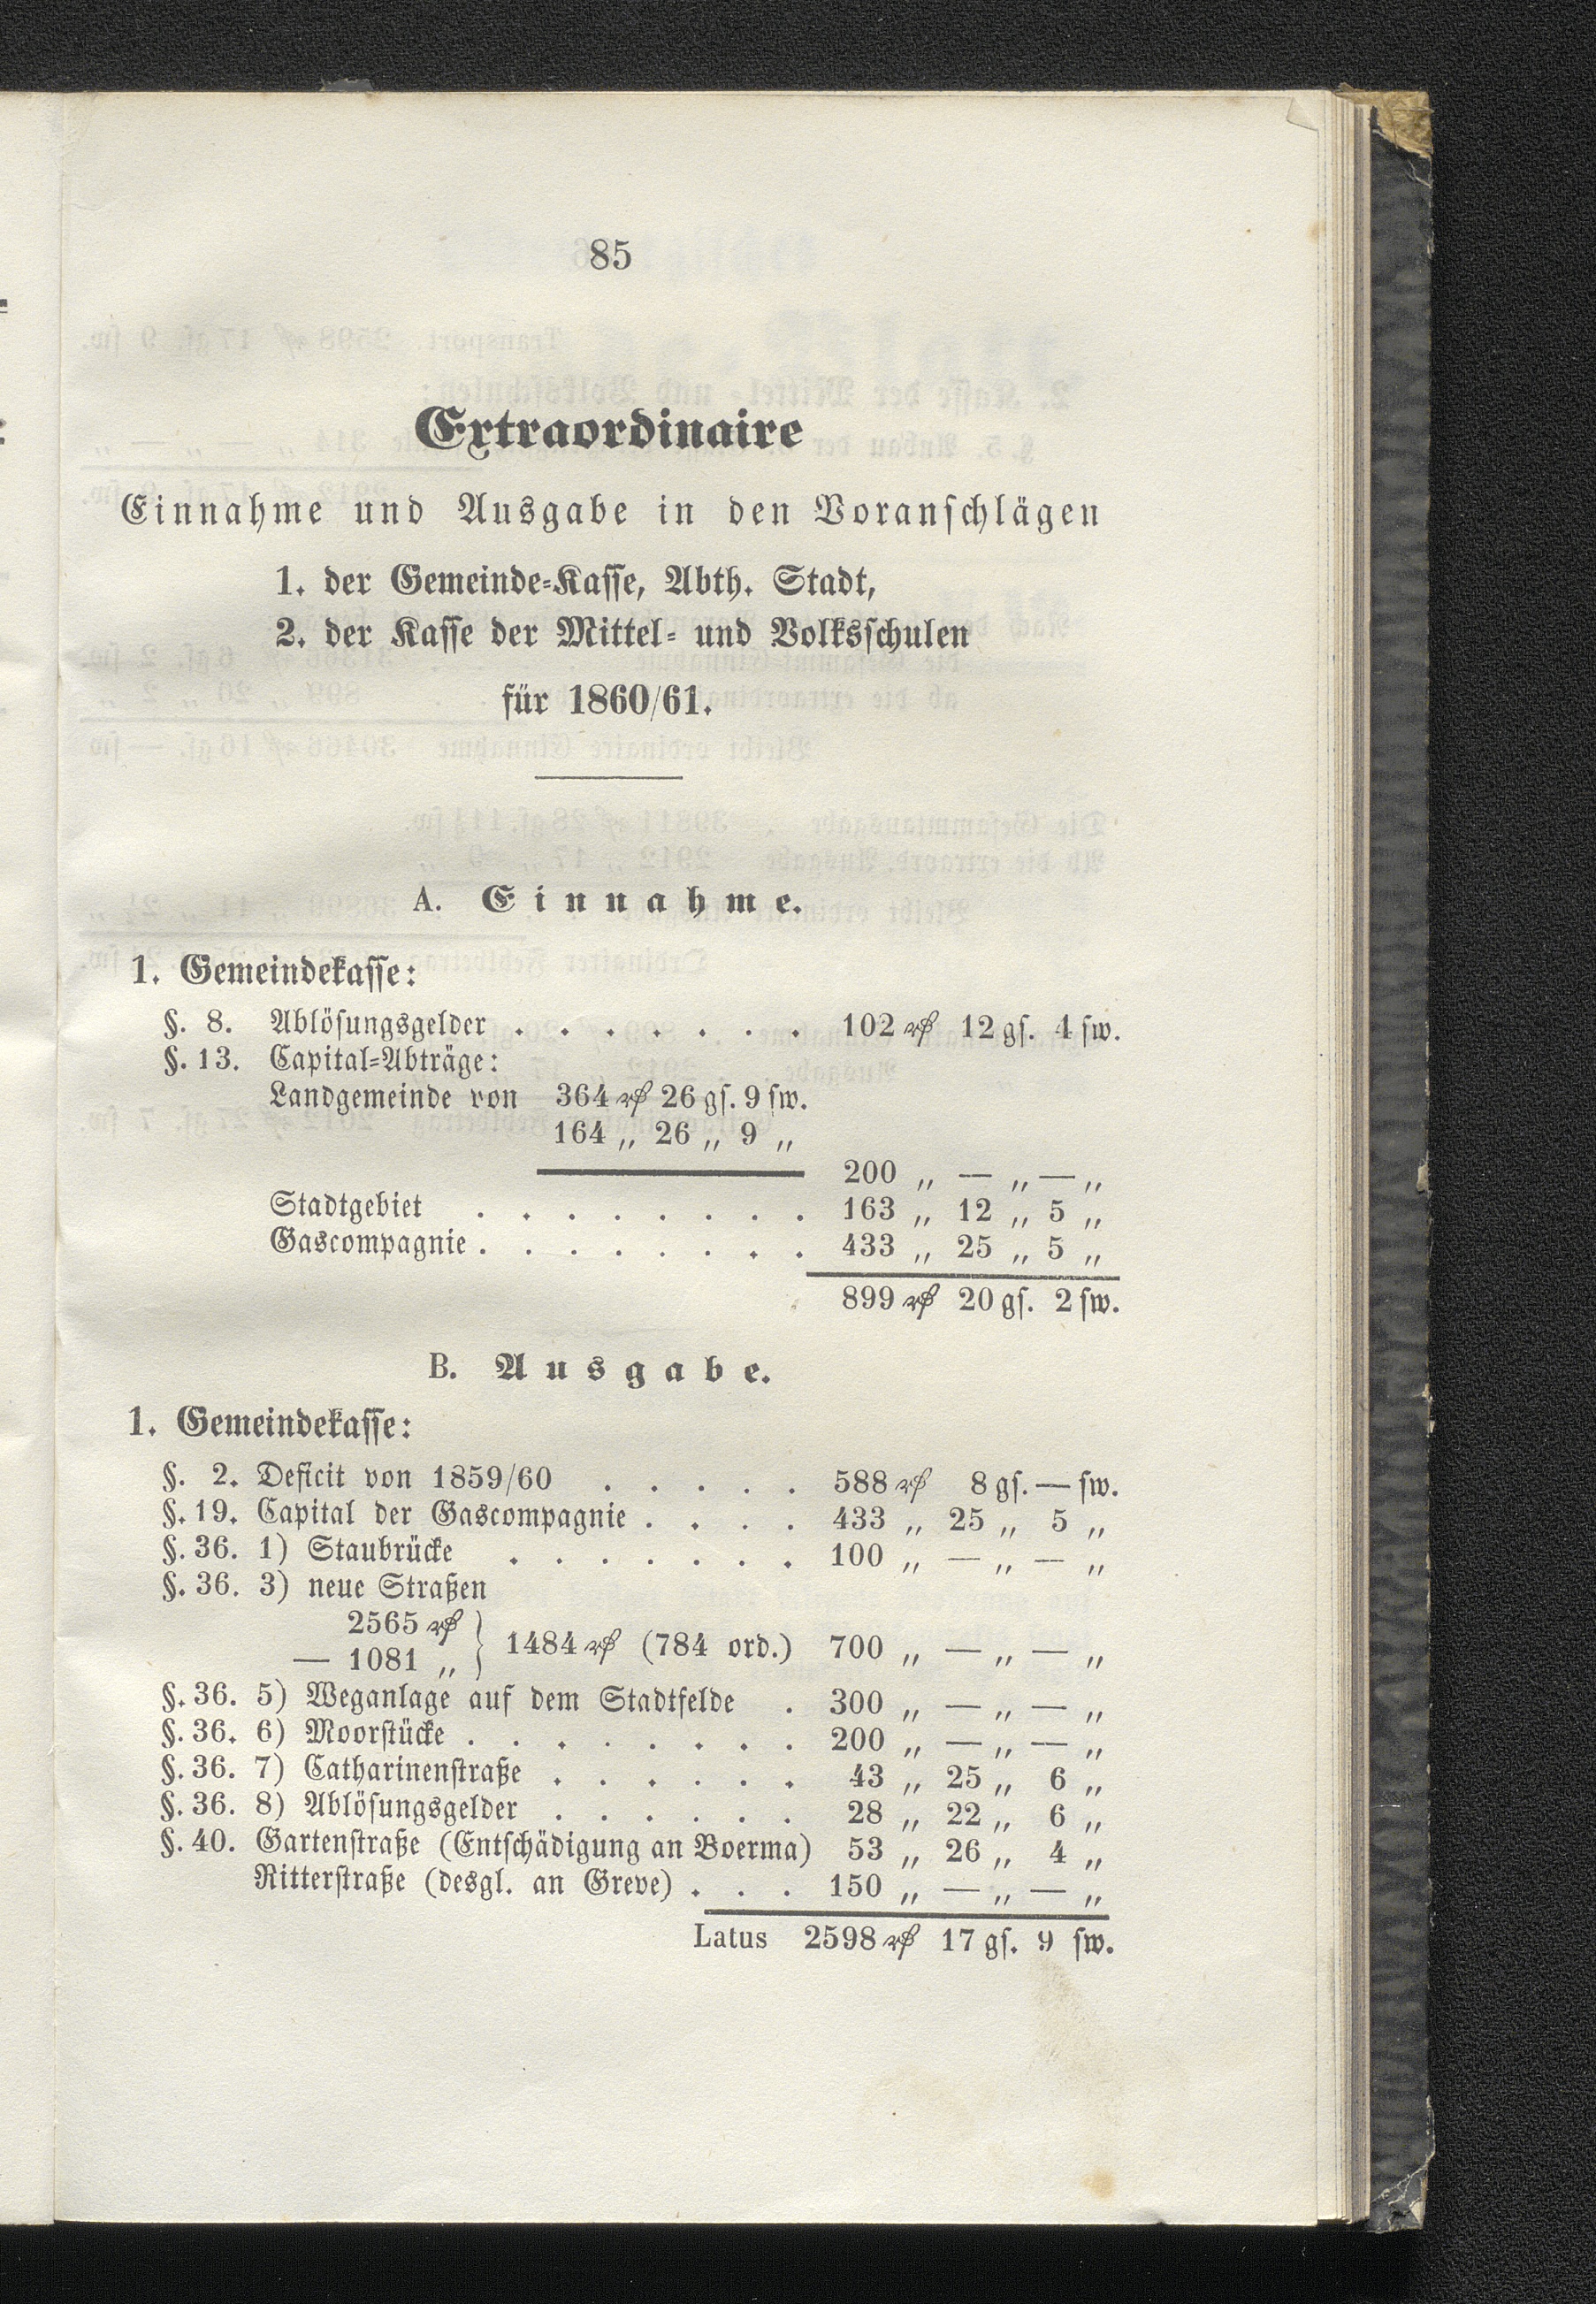 85
Extraordinaire
Einnahme und Ausgabe in den Voranschlägen
1. der Gemeinde-Kasse, Abth. Stadt,
2. der Kasse der Mittel- und Volksschulen
für 1860/61.
A. Einnahme.
1. Gemeindekasse:
§. 8. Ablösungsgelder . . . . . . . 102 ₰ 12 gs. 4 sw.
§. 13. Capital-Abträge:
Landgemeinde von 364 ₰ 26 gs. 9 sw.
164 „ 26 „ 9 „
200 „ — „ — „
Stadtgebiet . . . . . . . . 163 „ 12 „ 5 „
Gascompagnie . . . . . . . . 433 „ 25 „ 5 „
899 ₰ 20 gs. 2 sw.
B. Ausgabe.
1. Gemeindekasse:
§. 2. Deficit von 1859/60 . . . . . 588 ₰ 8 gs. — sw.
§. 19. Capital der Gascompagnie . . . . 433 „ 25 „ 5 „
§. 36. 1) Staubrücke . . . . . . . 100 „ — „ — „
§. 36. 3) neue Straßen
2565 ₰
— 1081 „ } 1484 ₰ (784 ord.) 700 „ — „ — „
§. 36. 5) Weganlage auf dem Stadtfelde . 300 „ — „ — „
§. 36. 6) Moorstücke . . . . . . . . 200 „ — „ — „
§. 36. 7) Catharinenstraße . . . . . . 43 „ 25 „ 6 „
§. 36. 8) Ablösungsgelder . . . . . . 28 „ 22 „ 6 „
§. 40. Gartenstraße (Entschädigung an Boerma) 53 „ 26 „ 4 „
Ritterstraße (desgl. an Greve) . . . 150 „ — „ — „
Latus 2598 ₰ 17 gs. 9 sw.